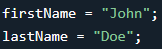 firstName = "John";
lastName = "Doe";